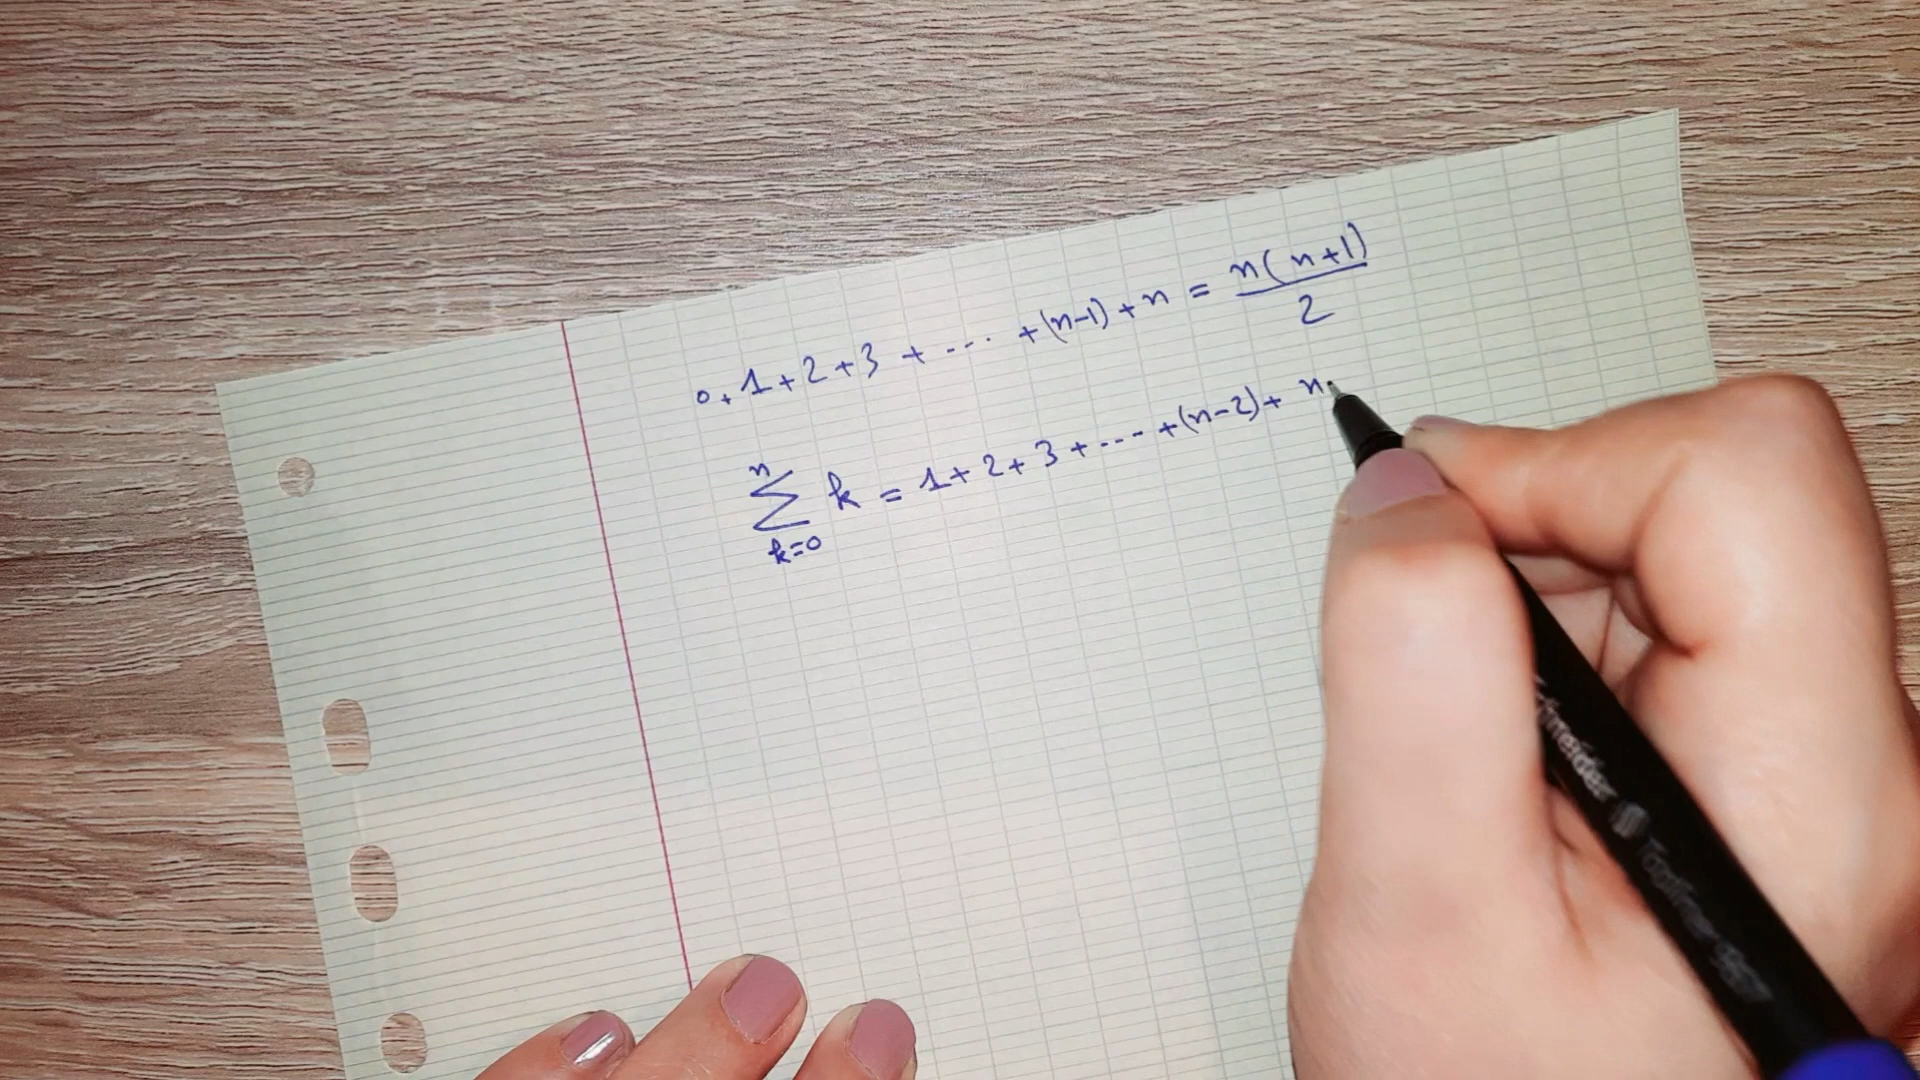 0+1+2+3+---+(n-1)+n = n(n+1)/2
n
∑ k = 1+2+3+----+(n-2)+ n
k=0